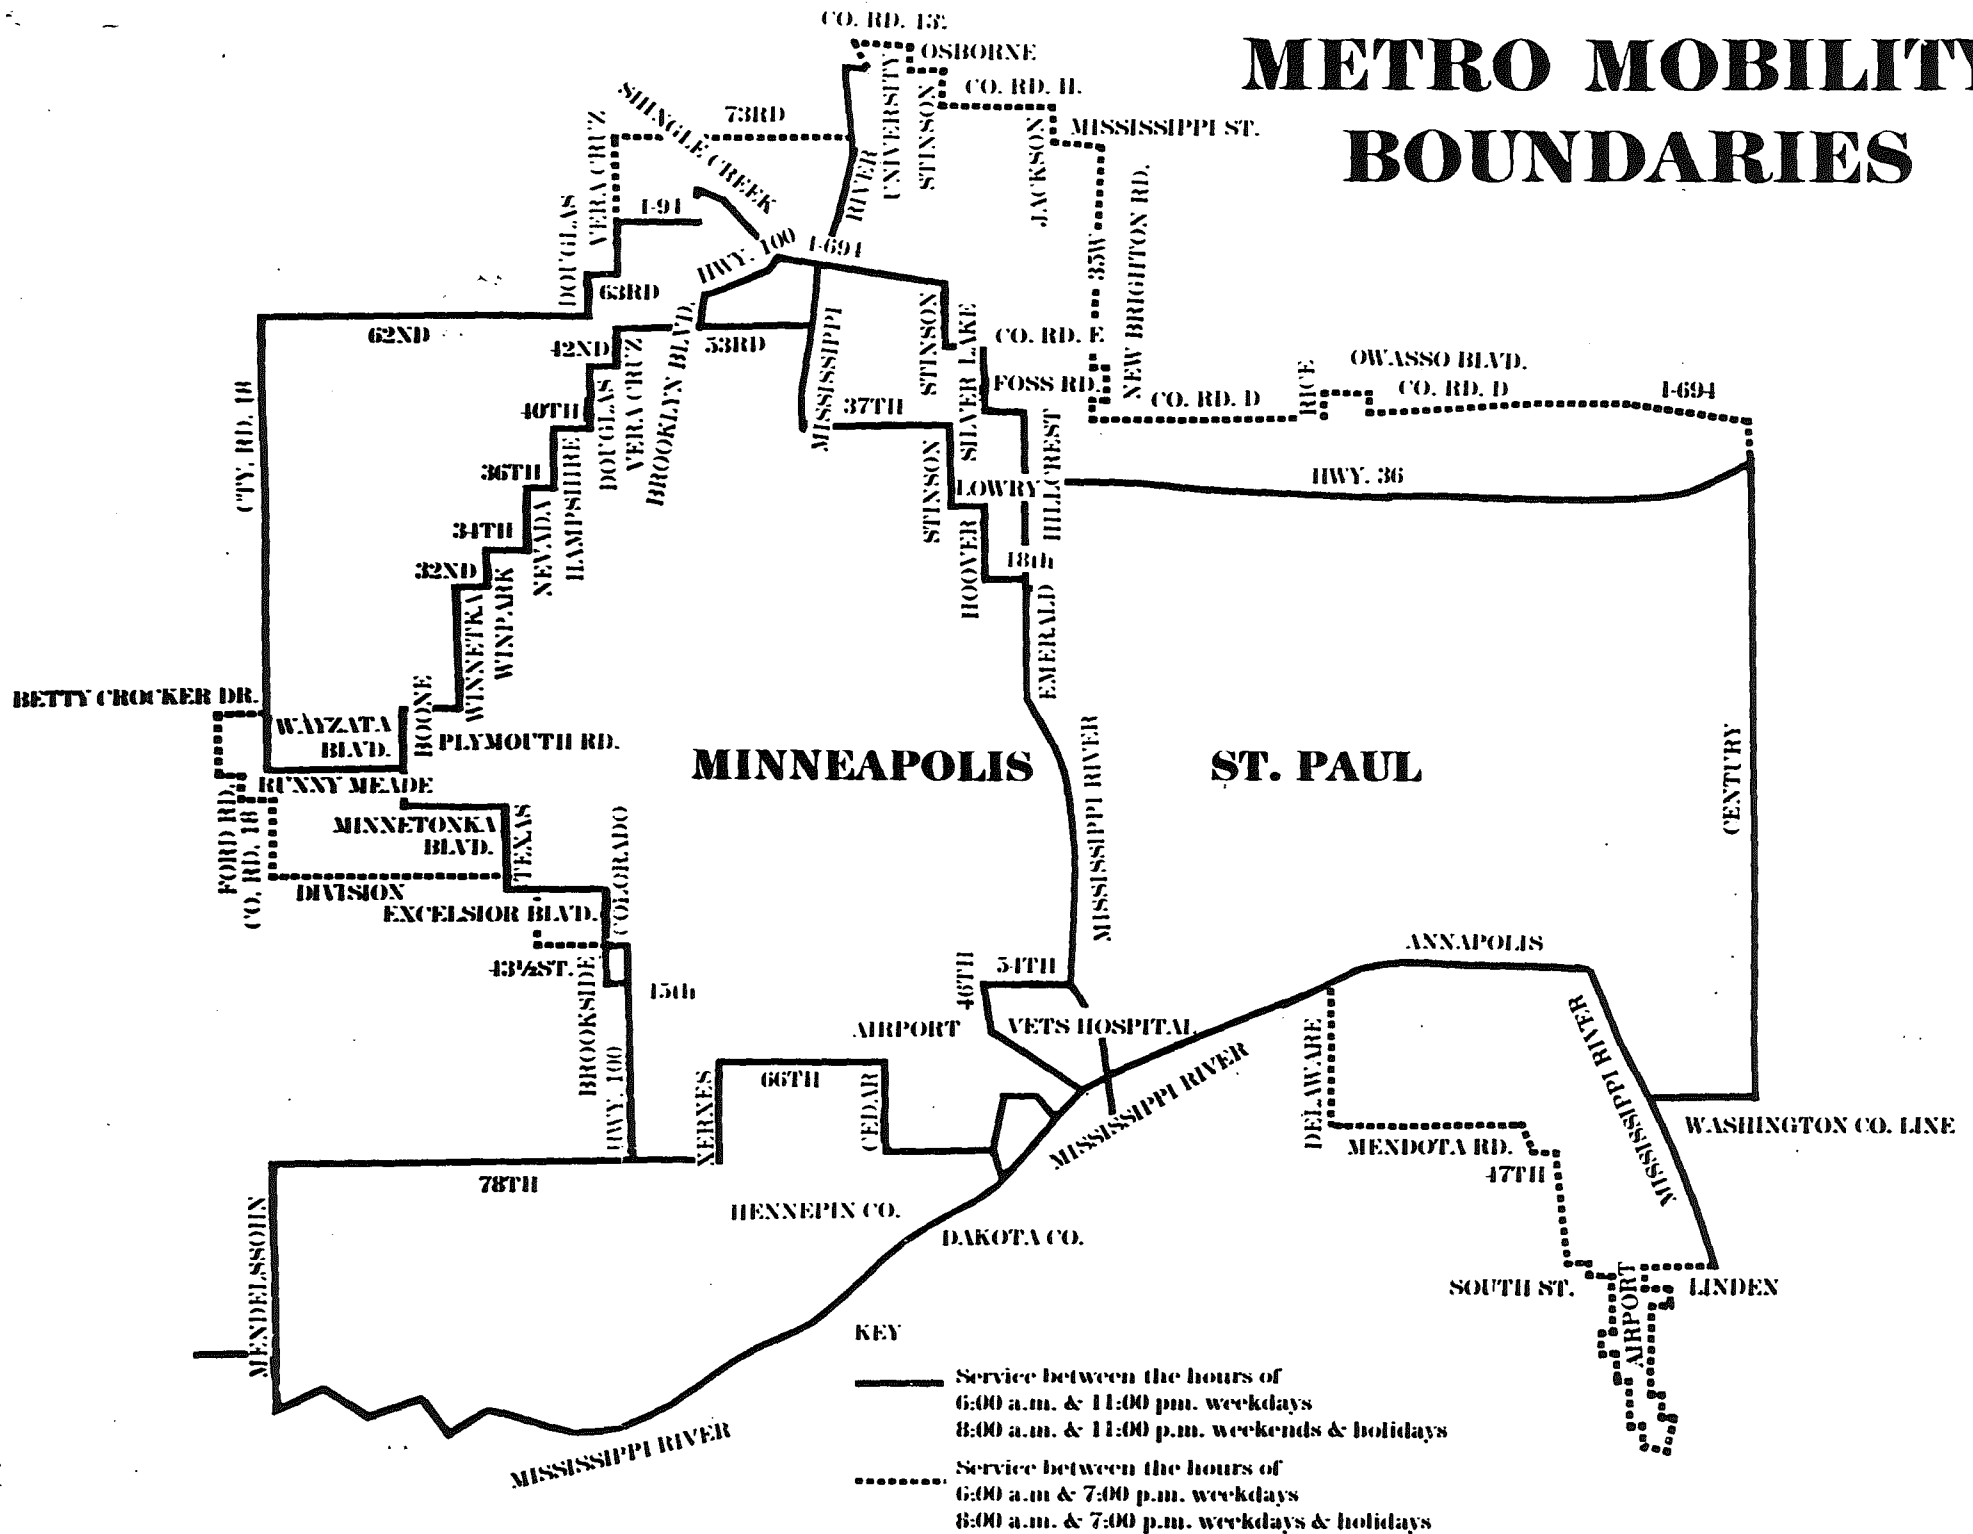 METRO MOBILITY
BOUNDARIES
CO. RD. 132
OSBORNE
CO. RD. H.
MISSISSIPPI ST.
UNIVERSITY
STINSON
JACKSON
35W
NEW BRIGHTON RD.
SHINGLE CREEK
73RD
RIVER
VERA CRUZ
DOUGLAS
I-94
HWY. 100
I-694
63RD
62ND
CTY. RD. 18
42ND
VERA CRUZ
BROOKLYN BLVD.
53RD
MISSISSIPPI
STINSON
SILVER LAKE
CO. RD. E
FOSS RD.
CO. RD. D
RICE
OWASSO BLVD.
CO. RD. D
I-694
40TH
DOUGLAS
37TH
HILLCREST
36TH
HAMPSHIRE
STINSON
LOWRY
HWY. 36
34TH
NEVADA
HOOVER
18th
32ND
WINPARK
WINNETKA
EMERALD
BETTY CROCKER DR.
WAYZATA
BLVD.
BOONE
PLYMOUTH RD.
MINNEAPOLIS
ST. PAUL
MISSISSIPPI RIVER
CENTURY
RUNNY MEADE
FORD RD.
CO. RD. 18
MINNETONKA
BLVD.
TEXAS
COLORADO
DIVISION
EXCELSIOR BLVD.
43½ST.
BROOKSIDE
15th
46TH
54TH
ANNAPOLIS
AIRPORT
VETS HOSPITAL
MISSISSIPPI RIVER
HWY. 100
XERXES
66TH
CEDAR
MISSISSIPPI RIVER
DELAWARE
MENDOTA RD.
47TH
MISSISSIPPI
WASHINGTON CO. LINE
78TH
MENDELSSOHN
HENNEPIN CO.
DAKOTA CO.
SOUTH ST.
AIRPORT
LINDEN
MISSISSIPPI RIVER
KEY
Service between the hours of
6:00 a.m. & 11:00 pm. weekdays
8:00 a.m. & 11:00 p.m. weekends & holidays
Service between the hours of
6:00 a.m & 7:00 p.m. weekdays
8:00 a.m. & 7:00 p.m. weekdays & holidays